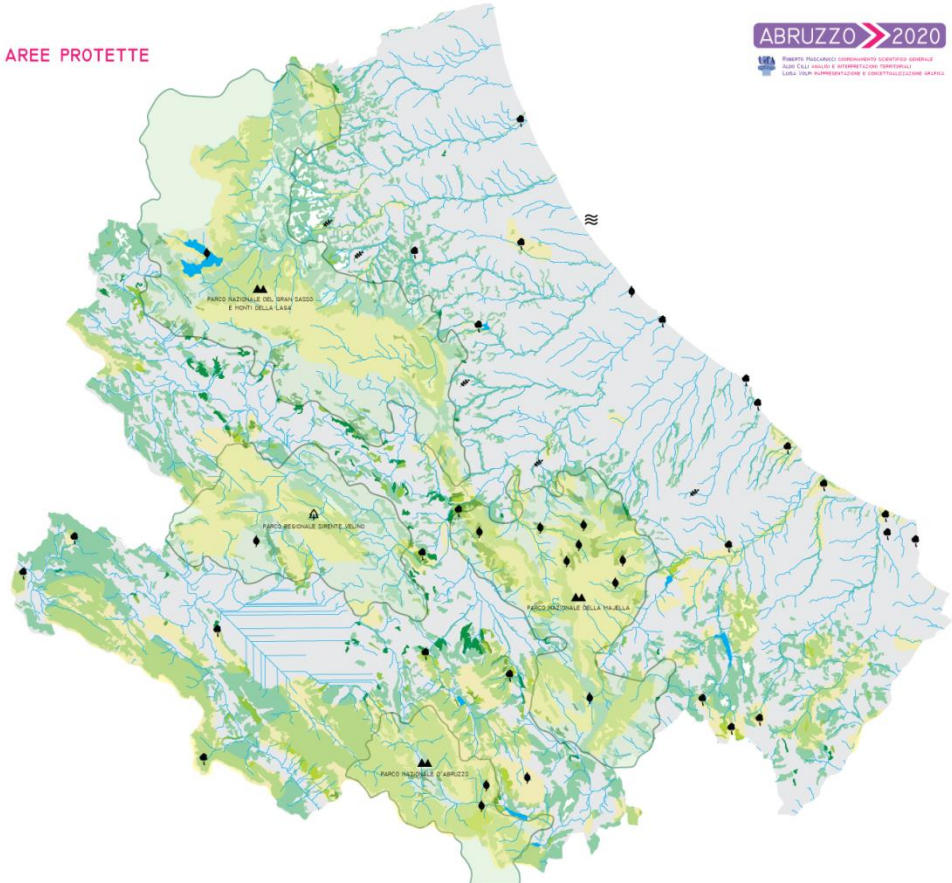 AREE PROTETTE
ABRUZZO 2020
ROBERTO MASCARUCCI COORDINAMENTO SCIENTIFICO GENERALE
ALDO CILLI ANALISI E INTERPRETAZIONI TERRITORIALI
LUISA VOLPI RAPPRESENTAZIONE E CONCETTUALIZZAZIONE GRAFICA
PARCO NAZIONALE DEL GRAN SASSO
E MONTI DELLA LAGA
PARCO REGIONALE SIRENTE VELINO
PARCO NAZIONALE DELLA MAJELLA
PARCO NAZIONALE D'ABRUZZO